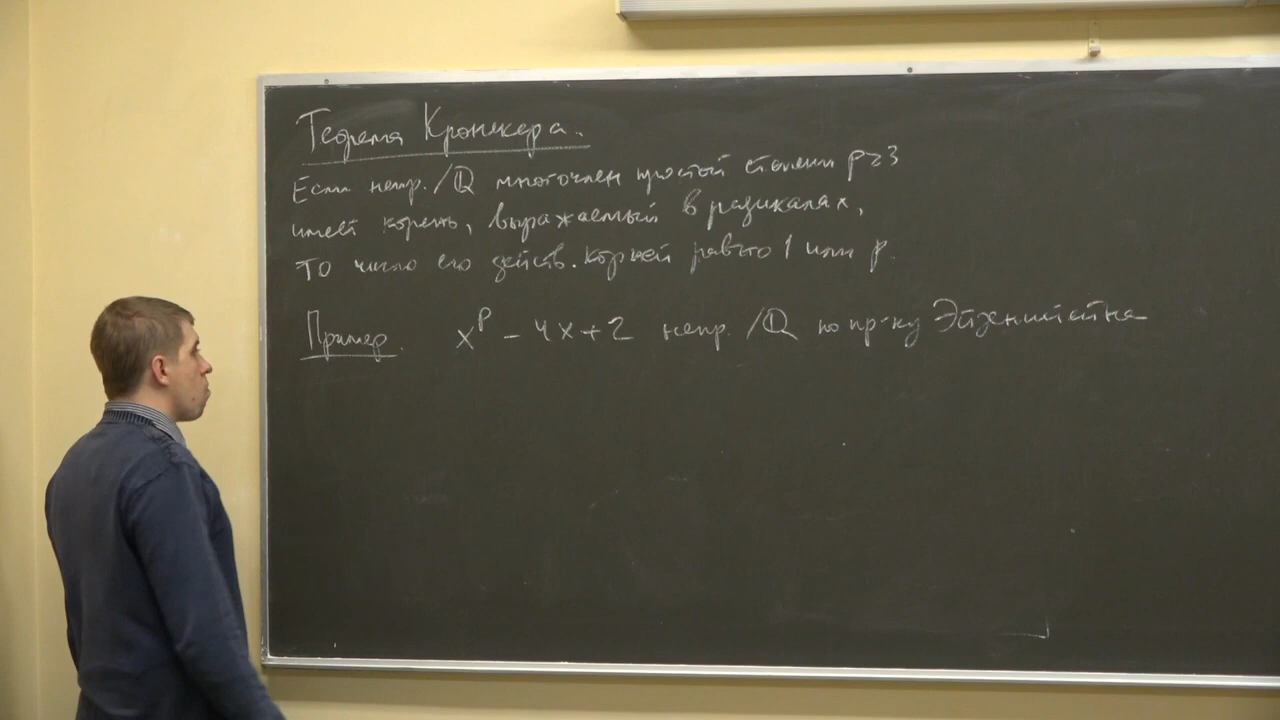 Теорема Кронекера.
Если непр. / ℚ многочлен простой степени p≥3
имеет корень, выражаемый в радикалах,
то число его действ. корней равно 1 или p.
Пример. x^p - 4x + 2 непр. / ℚ по пр-ку Эйзенштейна